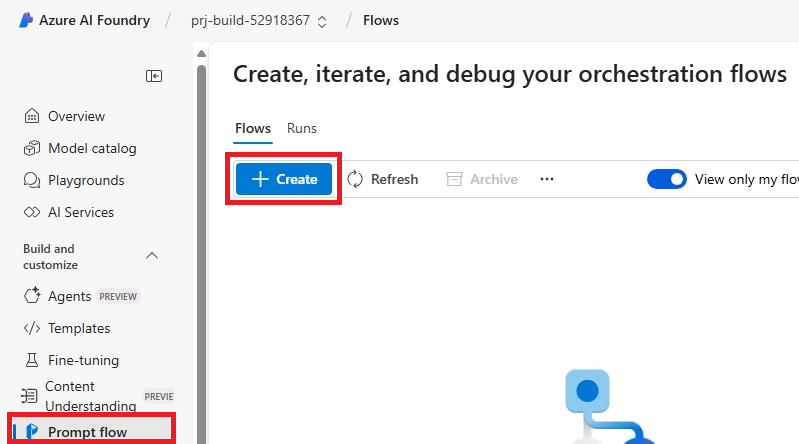 Azure AI Foundry / prj-build-52918367 / Flows
Create, iterate, and debug your orchestration flows
Flows Runs
Create Refresh Archive ... View only my flo
Overview
Model catalog
Playgrounds
AI Services
Build and
customize
Agents PREVIEW
Templates
Fine-tuning
Content
Understanding PREVIE
Prompt flow